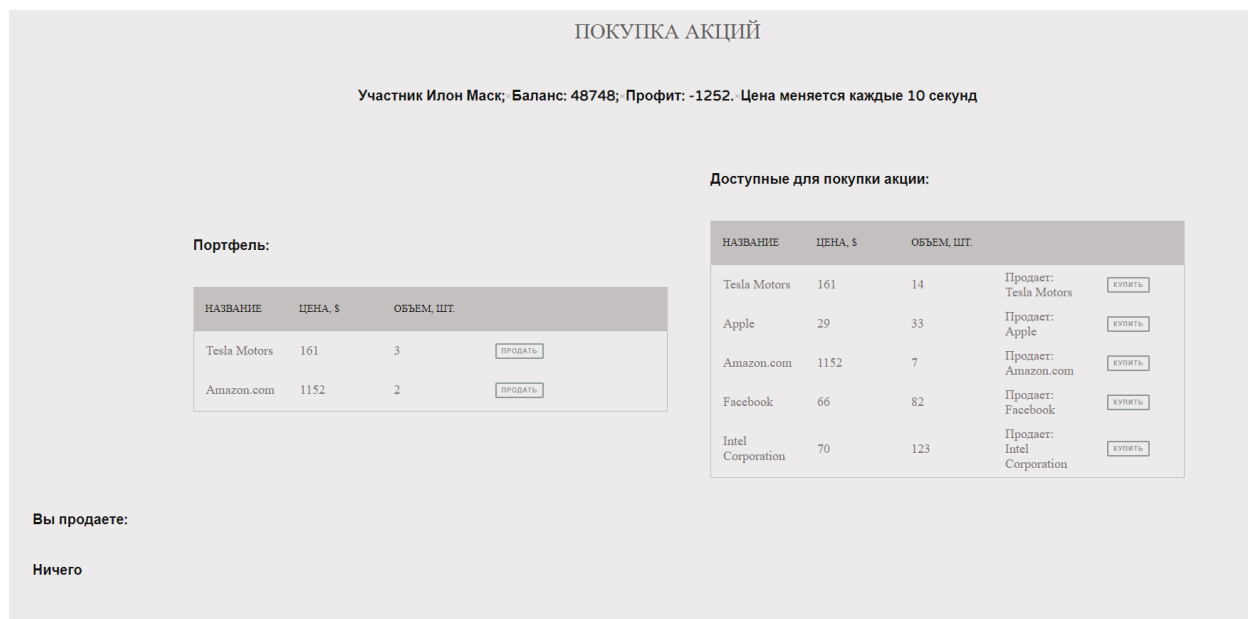 ПОКУПКА АКЦИЙ
Участник Илон Маск; Баланс: 48748; Профит: -1252. Цена меняется каждые 10 секунд
Портфель:
НАЗВАНИЕ ЦЕНА, $ ОБЪЕМ, ШТ.
Tesla Motors 161 3 ПРОДАТЬ
Amazon.com 1152 2 ПРОДАТЬ
Доступные для покупки акции:
НАЗВАНИЕ ЦЕНА, $ ОБЪЕМ, ШТ.
Tesla Motors 161 14 Продает: Tesla Motors КУПИТЬ
Apple 29 33 Продает: Apple КУПИТЬ
Amazon.com 1152 7 Продает: Amazon.com КУПИТЬ
Facebook 66 82 Продает: Facebook КУПИТЬ
Intel Corporation 70 123 Продает: Intel Corporation КУПИТЬ
Вы продаете:
Ничего